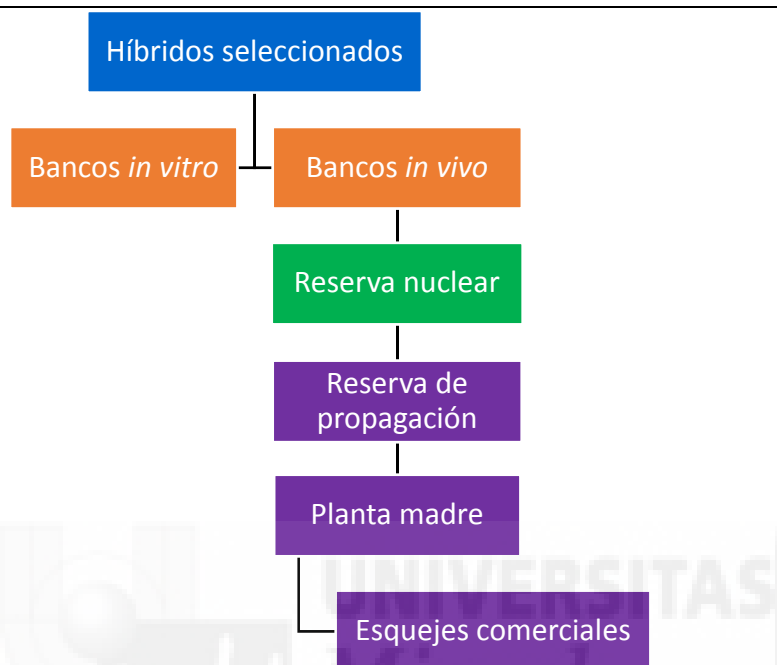 Híbridos seleccionados
Bancos in vitro
Bancos in vivo
Reserva nuclear
Reserva de
propagación
Planta madre
UNIVERSITAS
Esquejes comerciales